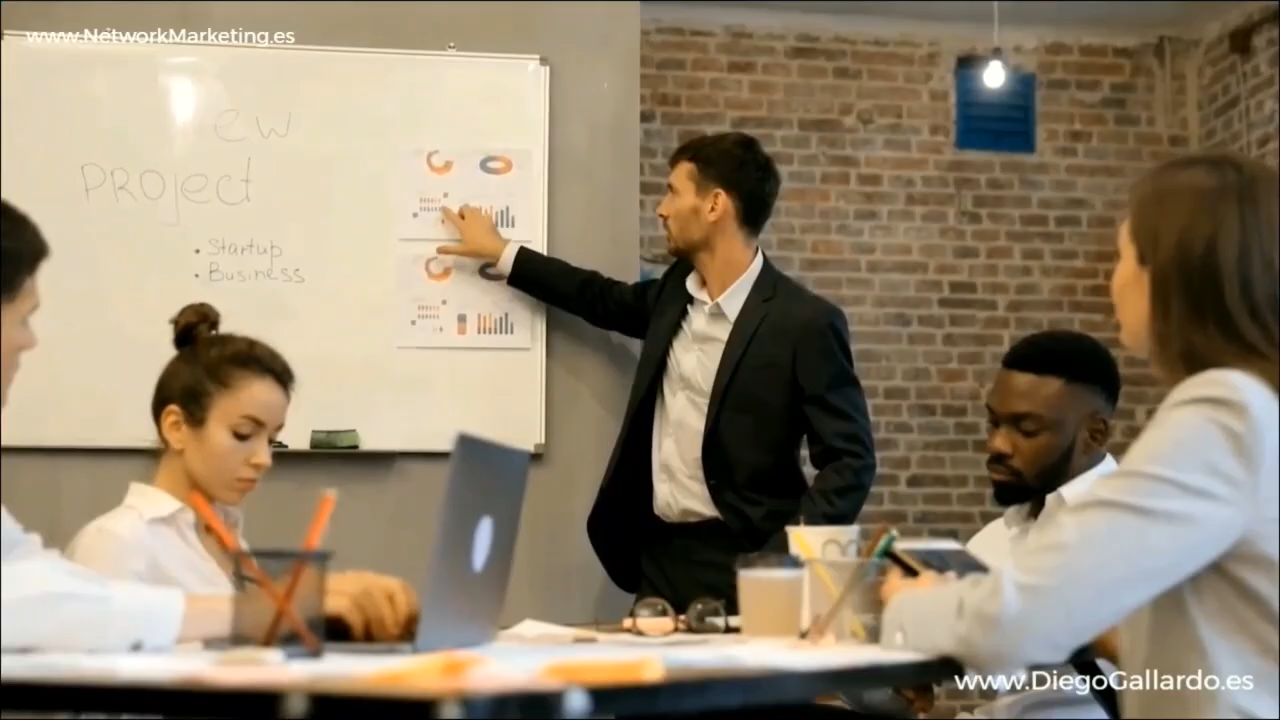 www.NetworkMarketing.es
ew
PROject
• Startup
• Business
www.DiegoGallardo.es